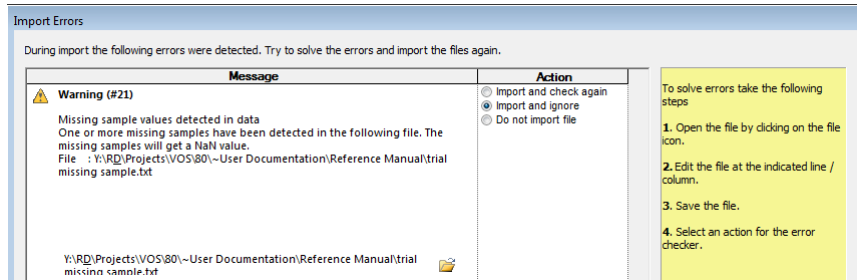 Import Errors
During import the following errors were detected. Try to solve the errors and import the files again.
Message
Action
Warning (#21)
Missing sample values detected in data
One or more missing samples have been detected in the following file. The
missing samples will get a NaN value.
File : Y:\RD\Projects\VOS\80\~User Documentation\Reference Manual\trial
missing sample.txt
Y:\RD\Projects\VOS\80\~User Documentation\Reference Manual\trial
missing sample.txt
Import and check again
Import and ignore
Do not import file
To solve errors take the following
steps
1. Open the file by clicking on the file
icon.
2. Edit the file at the indicated line /
column.
3. Save the file.
4. Select an action for the error
checker.